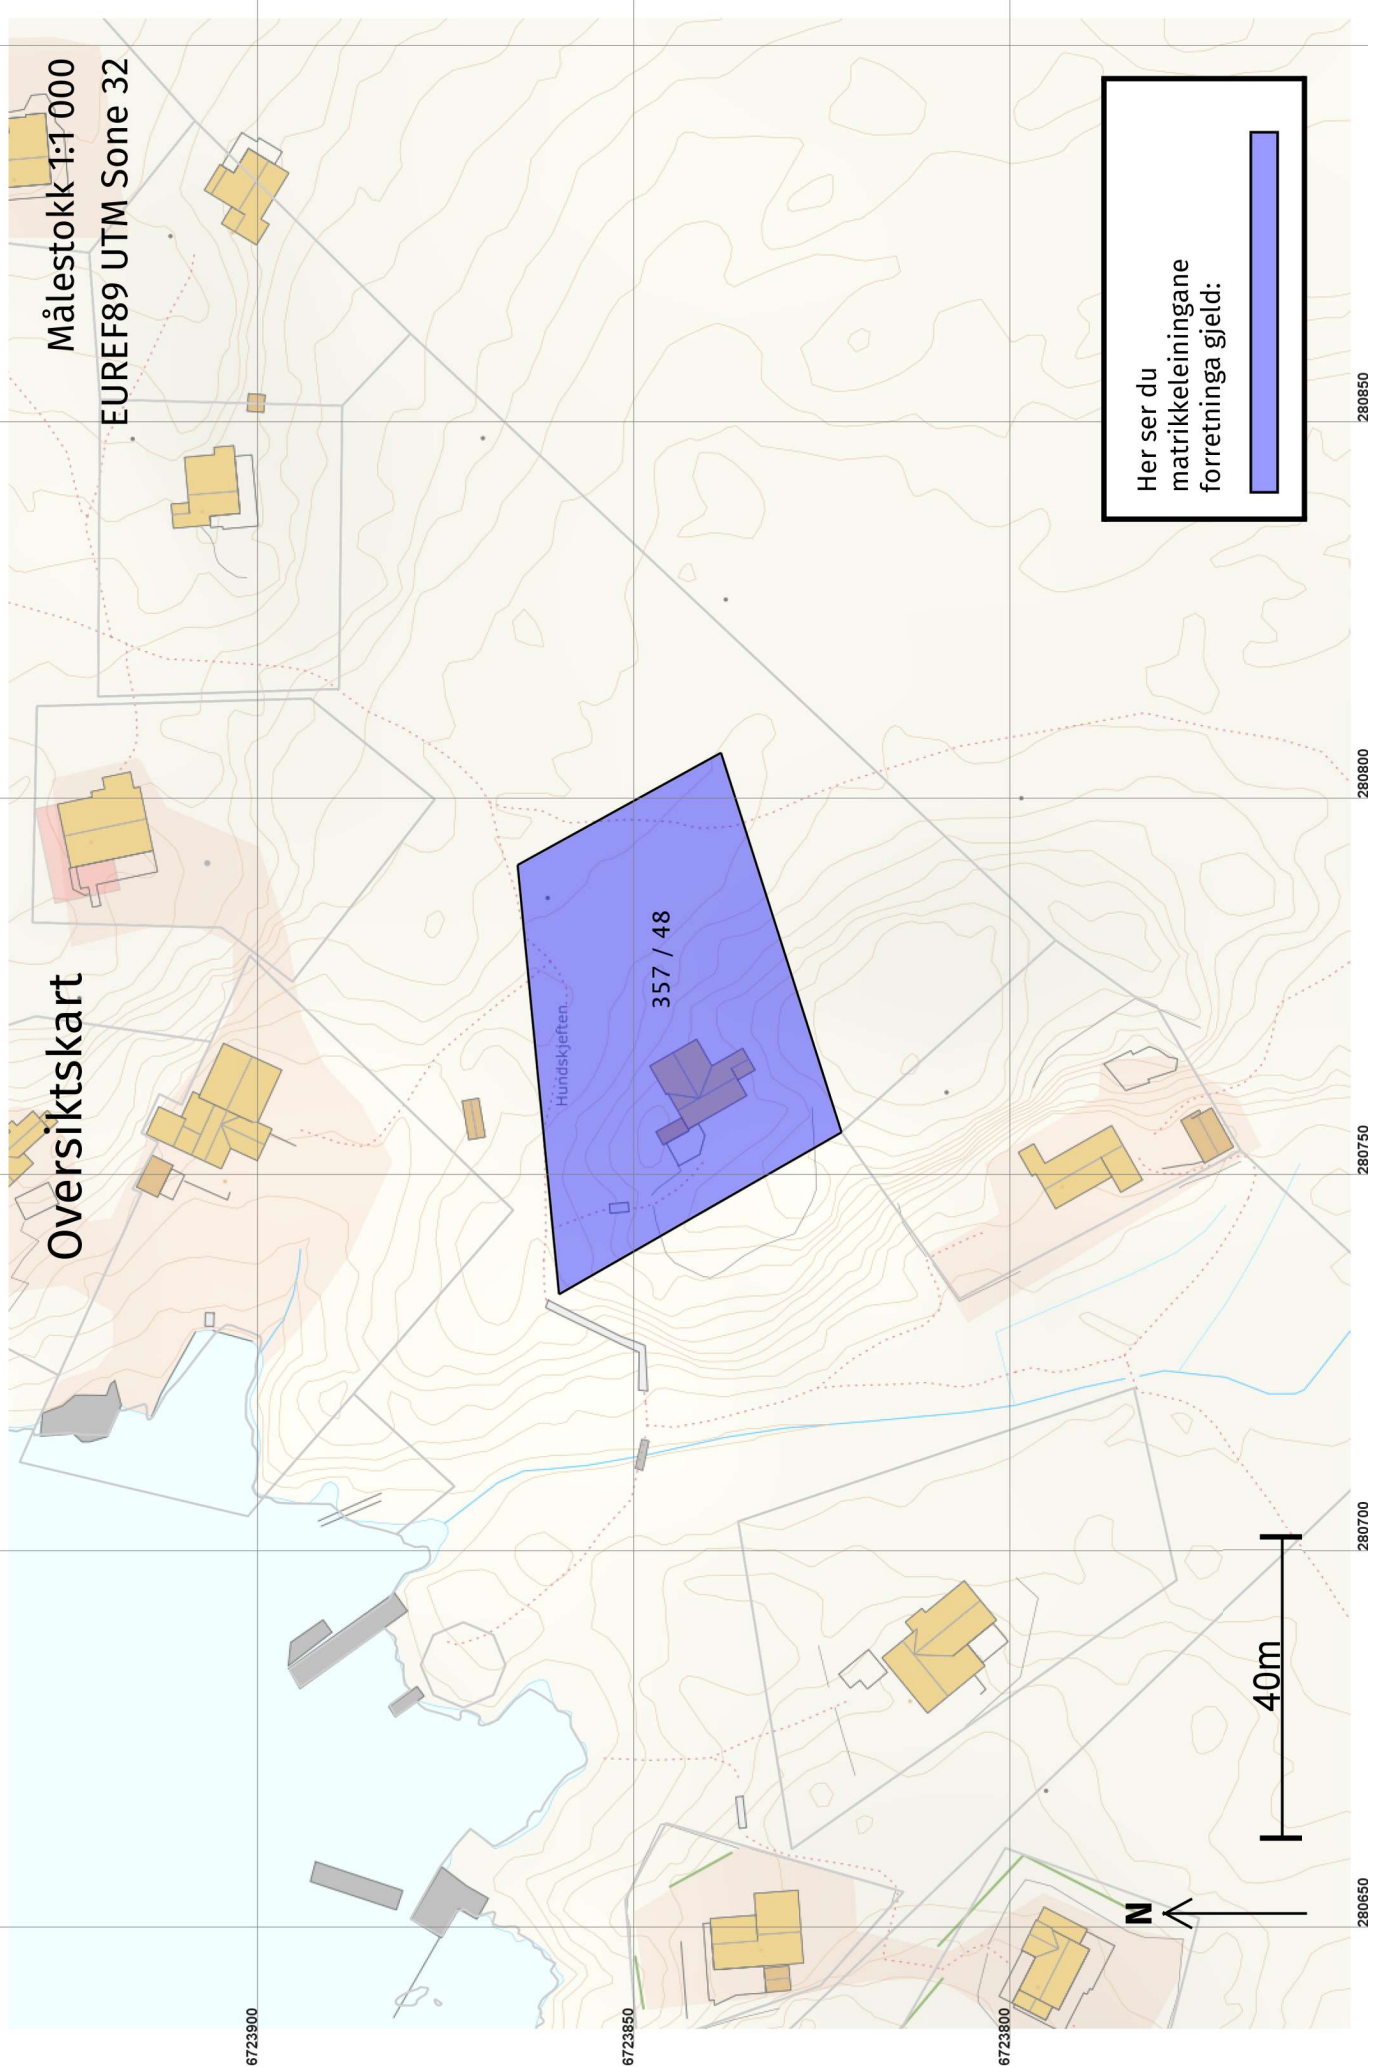 Oversiktskart
Målestokk 1:1 000
EUREF89 UTM Sone 32
Hundskjeften
357 / 48
Her ser du
matrikkeleiningane
forretninga gjeld:
40m
N
6723900
6723850
6723800
280650
280700
280750
280800
280850